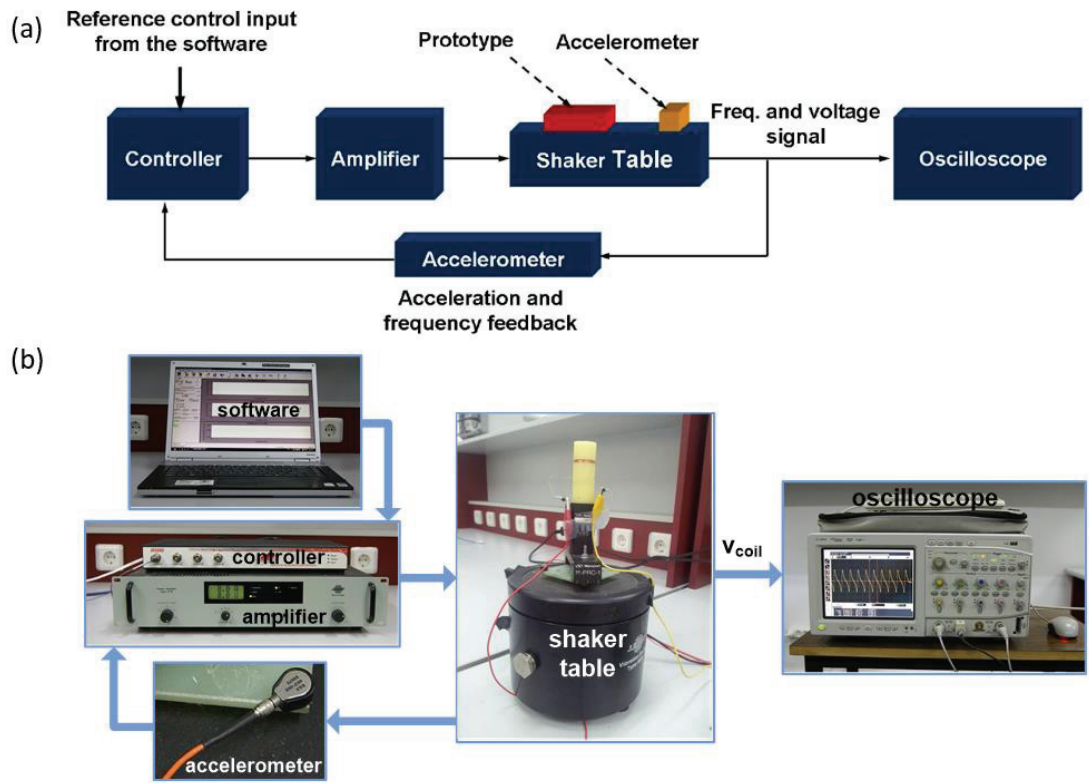 (a)
Reference control input
from the software
Prototype
Accelerometer
Freq. and voltage
signal
Controller
Amplifier
Shaker Table
Oscilloscope
Accelerometer
Acceleration and
frequency feedback
(b)
software
controller
amplifier
accelerometer
shaker
table
v_coil
oscilloscope